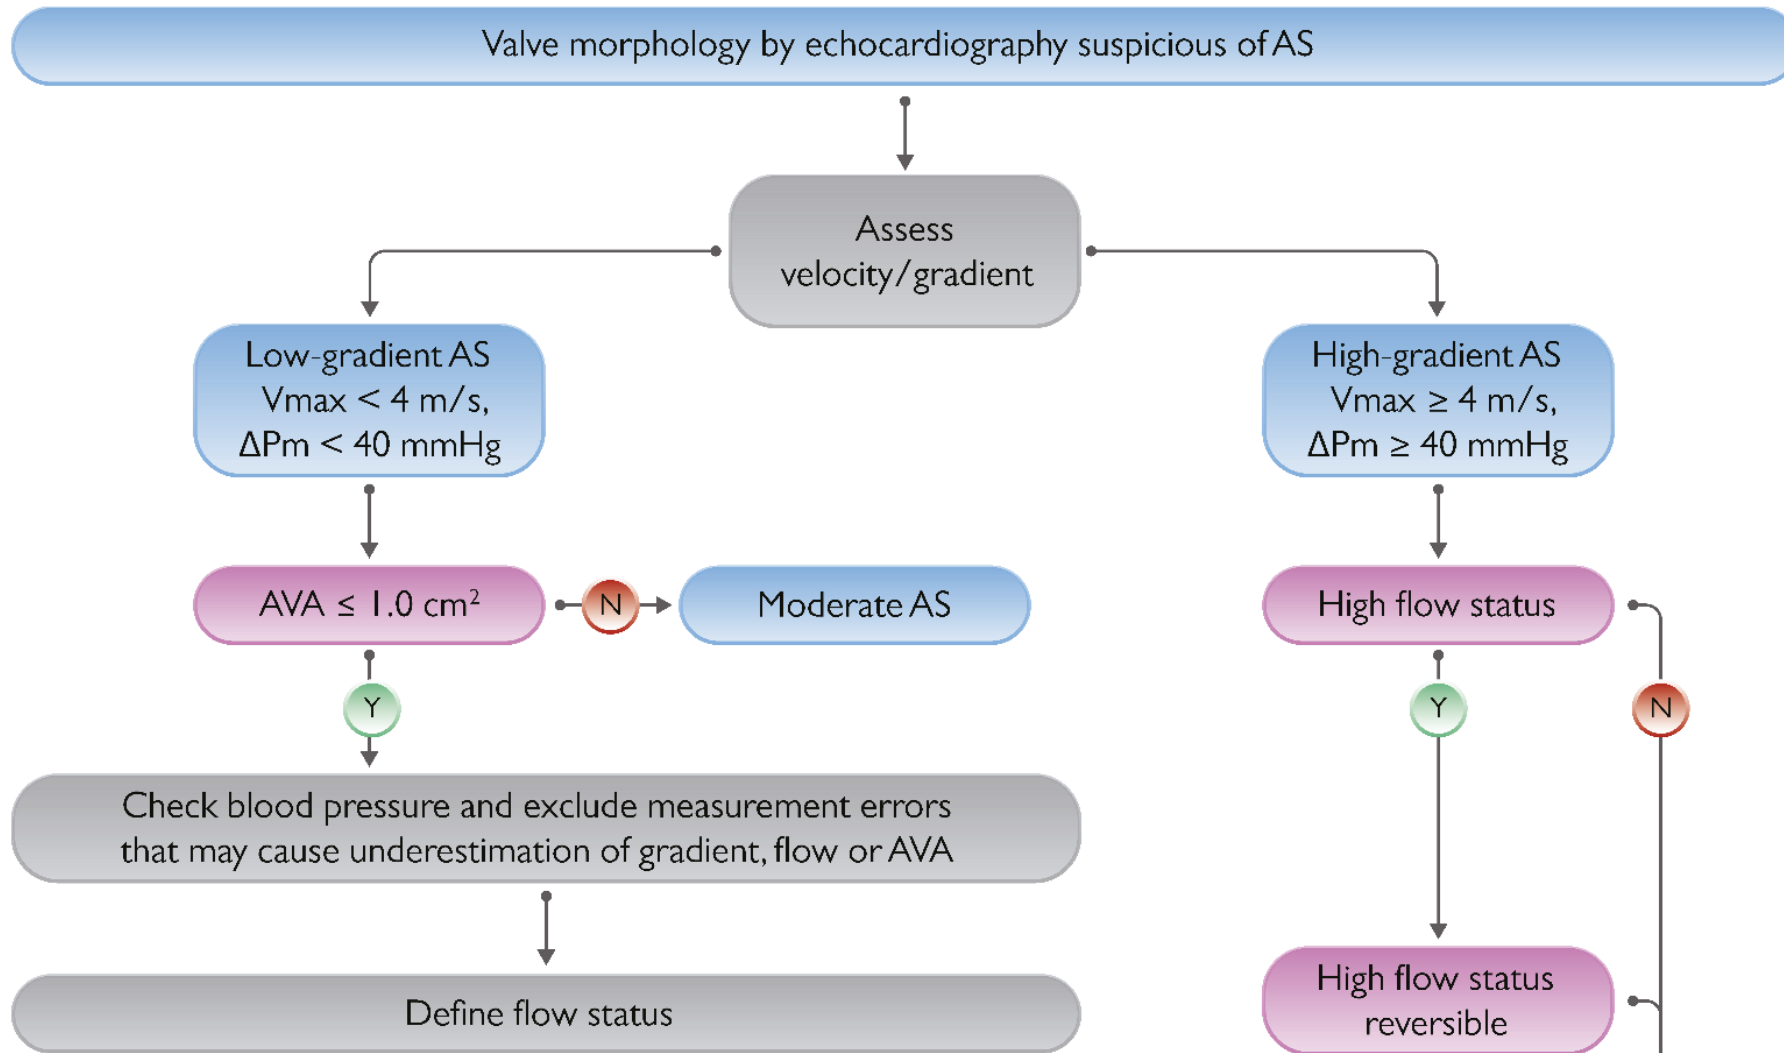 Valve morphology by echocardiography suspicious of AS
Assess
velocity/gradient
Low-gradient AS
Vmax < 4 m/s,
ΔPm < 40 mmHg
High-gradient AS
Vmax ≥ 4 m/s,
ΔPm ≥ 40 mmHg
AVA ≤ 1.0 cm²
N
Moderate AS
High flow status
Y
Y
N
Check blood pressure and exclude measurement errors
that may cause underestimation of gradient, flow or AVA
Define flow status
High flow status
reversible